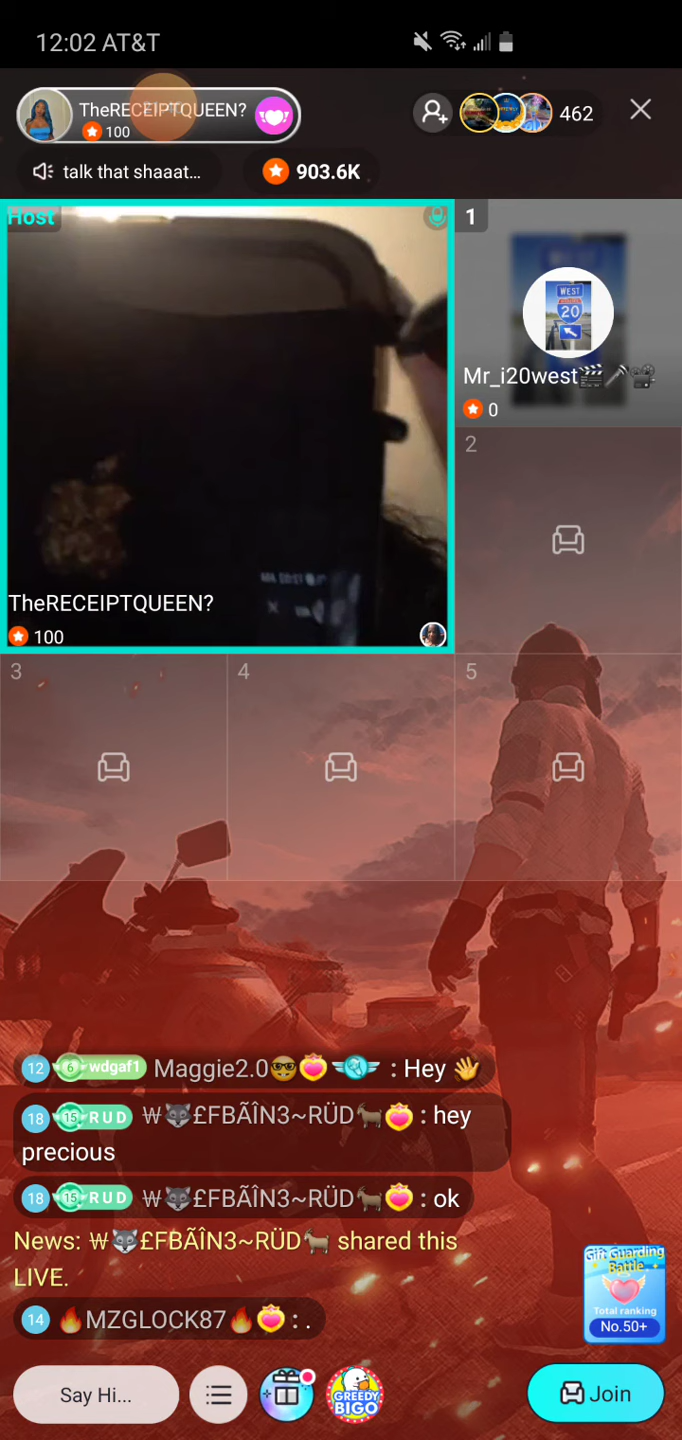 12:02 AT&T
TheRECEIPTQUEEN?
100
462
talk that shaaat...
903.6K
Host
1
WEST
20
Mr_i20west🎬🎤📽
0
2
TheRECEIPTQUEEN?
100
3
4
5
12 6 wdgaf1 Maggie2.0🤓 : Hey 👋
18 15 R U D ₩🐺£FBÃÎN3~RÜD🐐 : hey
precious
18 15 R U D ₩🐺£FBÃÎN3~RÜD🐐 : ok
News: ₩🐺£FBÃÎN3~RÜD🐐 shared this
LIVE.
14 🔥MZGLOCK87🔥 : .
Gift Guarding
Battle
Total ranking
No.50+
Say Hi...
GREEDY
BIGO
Join